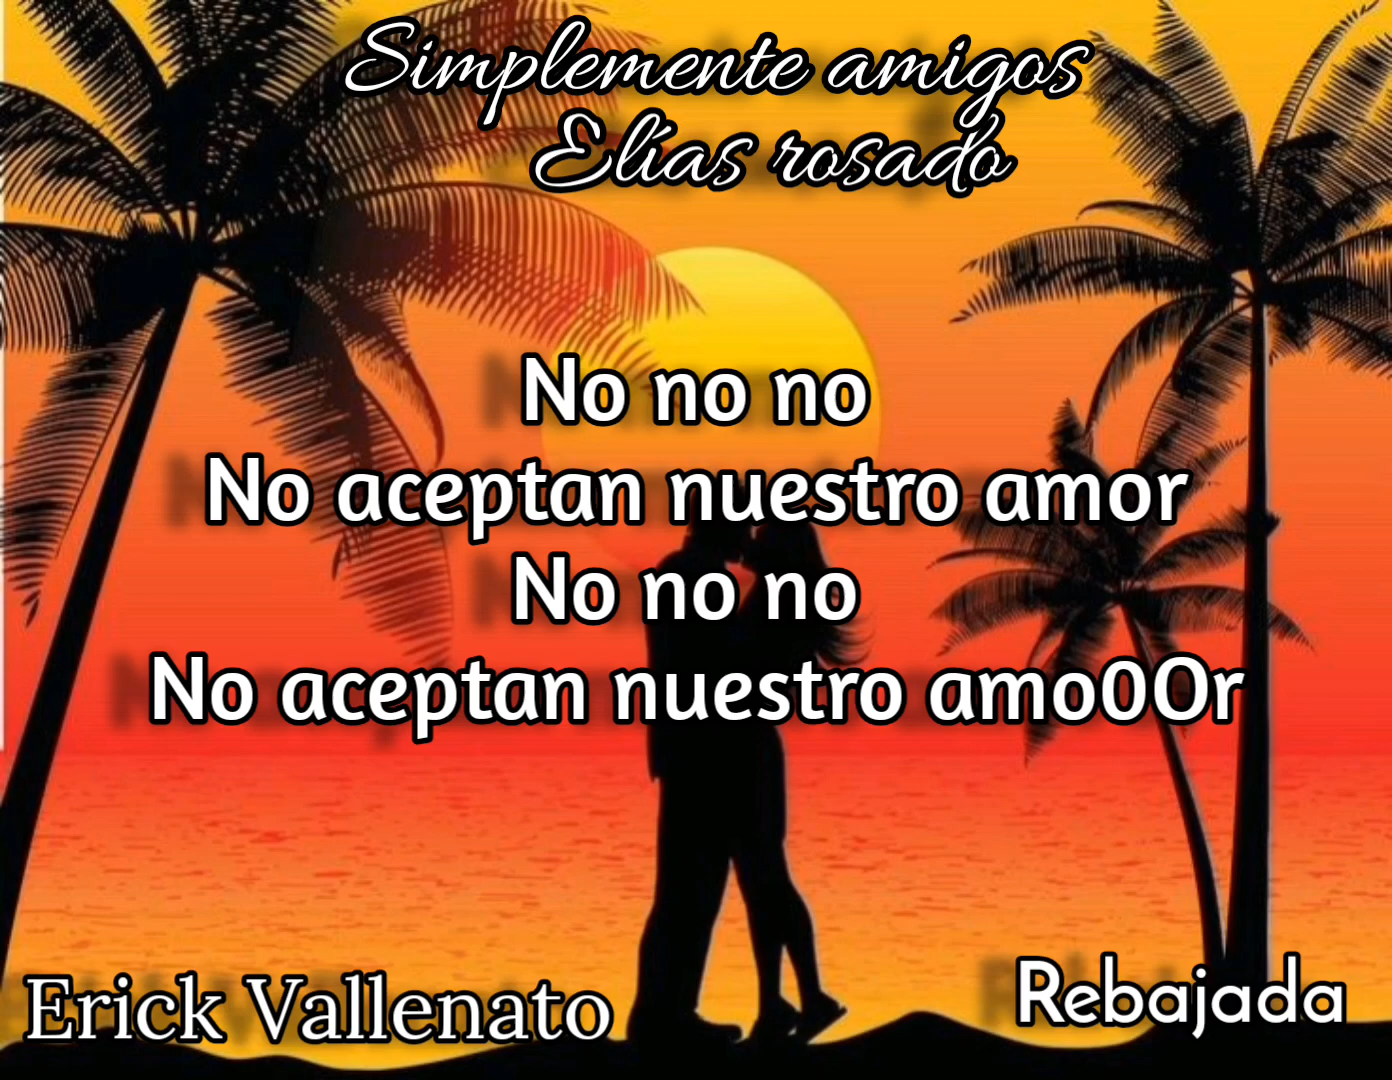 Simplemente amigos
Elías rosado
No no no
No aceptan nuestro amor
No no no
No aceptan nuestro amo0Or
Erick Vallenato
Rebajada